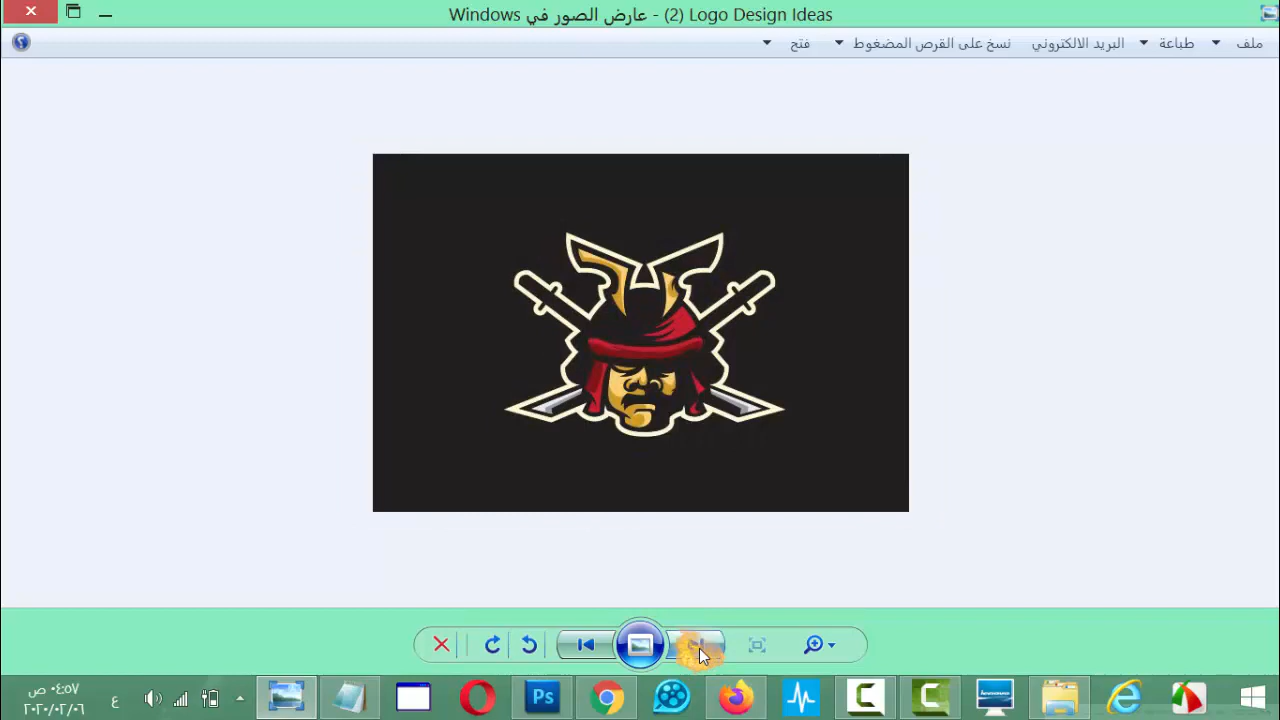 Logo Design Ideas (2) - عارض الصور في Windows
ملف طباعة البريد الالكتروني نسخ على القرص المضغوط فتح
Ps
ع
٠٤:٥٧ ص
٢٠٢٠/٠٢/٠٦